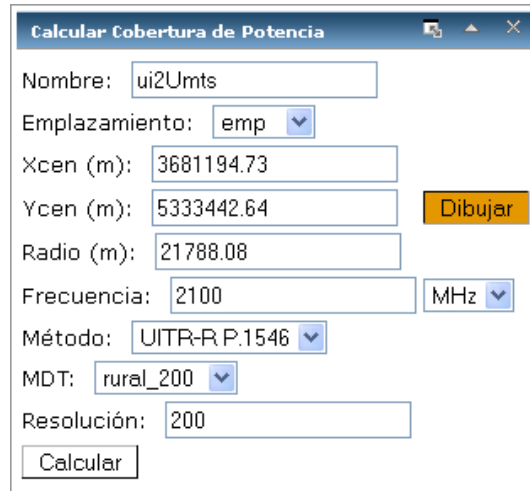 Calcular Cobertura de Potencia
Nombre: ui2Umts
Emplazamiento: emp
Xcen (m): 3681194.73
Ycen (m): 5333442.64 Dibujar
Radio (m): 21788.08
Frecuencia: 2100 MHz
Método: UITR-R P.1546
MDT: rural_200
Resolución: 200
Calcular